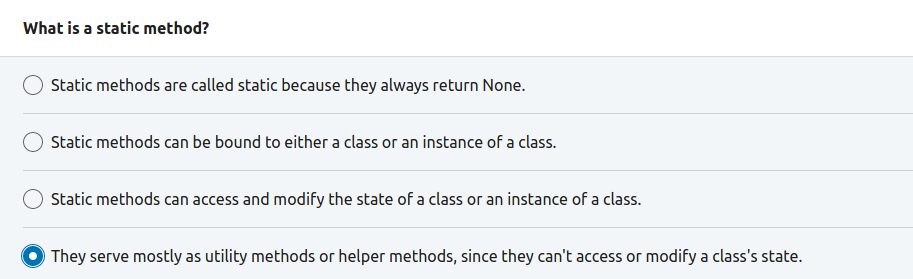 What is a static method?
Static methods are called static because they always return None.
Static methods can be bound to either a class or an instance of a class.
Static methods can access and modify the state of a class or an instance of a class.
They serve mostly as utility methods or helper methods, since they can't access or modify a class's state.